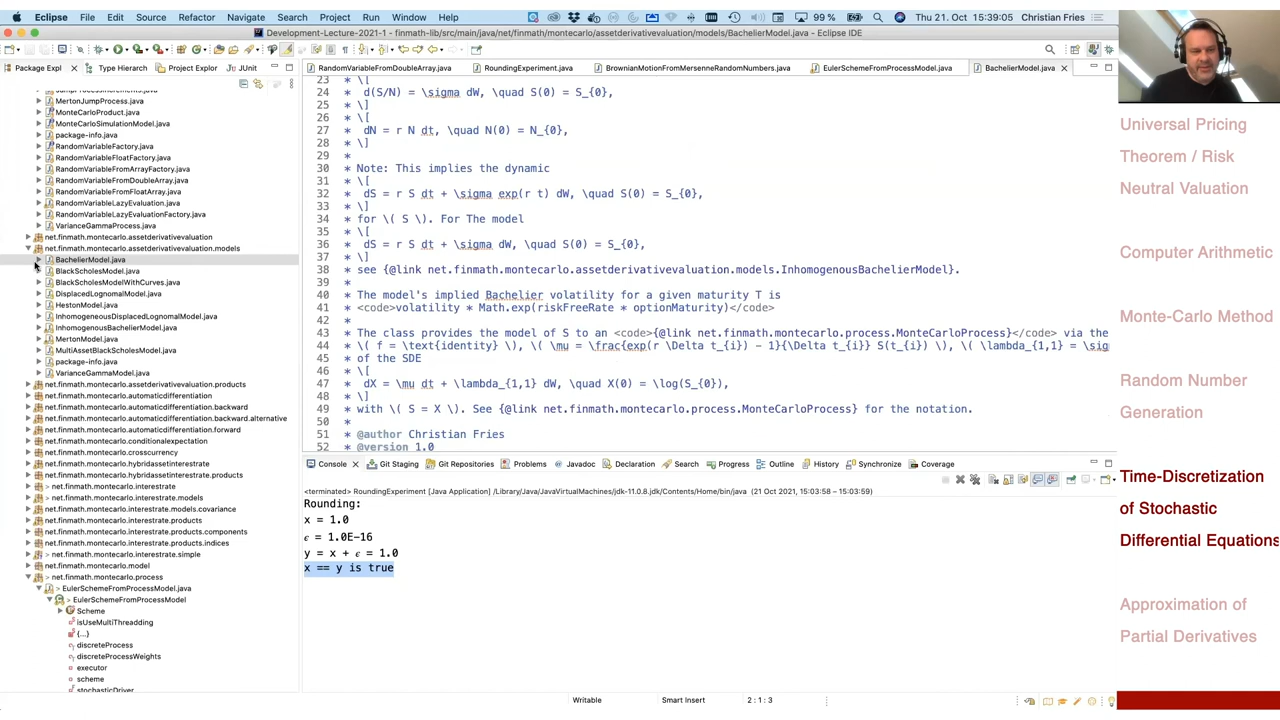 Eclipse File Edit Source Refactor Navigate Search Project Run Window Help 99 % Thu 21. Oct 15:39:05 Christian Fries
Development-Lecture-2021-1 - finmath-lib/src/main/java/net/finmath/montecarlo/assetderivativevaluation/models/BachelierModel.java - Eclipse IDE
Package Expl Type Hierarch Project Explor JUnit
MertonJumpProcess.java
MonteCarloProduct.java
MonteCarloSimulationModel.java
package-info.java
RandomVariableFactory.java
RandomVariableFloatFactory.java
RandomVariableFromArrayFactory.java
RandomVariableFromDoubleArray.java
RandomVariableFromFloatArray.java
RandomVariableLazyEvaluation.java
RandomVariableLazyEvaluationFactory.java
VarianceGammaProcess.java
net.finmath.montecarlo.assetderivativevaluation
net.finmath.montecarlo.assetderivativevaluation.models
BachelierModel.java
BlackScholesModel.java
BlackScholesModelWithCurves.java
DisplacedLognomalModel.java
HestonModel.java
InhomogeneousDisplacedLognomalModel.java
InhomogenousBachelierModel.java
MertonModel.java
MultiAssetBlackScholesModel.java
package-info.java
VarianceGammaModel.java
net.finmath.montecarlo.assetderivativevaluation.products
net.finmath.montecarlo.automaticdifferentiation
net.finmath.montecarlo.automaticdifferentiation.backward
net.finmath.montecarlo.automaticdifferentiation.backward.alternative
net.finmath.montecarlo.automaticdifferentiation.forward
net.finmath.montecarlo.conditionalexpectation
net.finmath.montecarlo.crosscurrency
net.finmath.montecarlo.hybridassetinterestrate
net.finmath.montecarlo.hybridassetinterestrate.products
> net.finmath.montecarlo.interestrate
net.finmath.montecarlo.interestrate.models
net.finmath.montecarlo.interestrate.models.covariance
net.finmath.montecarlo.interestrate.products
net.finmath.montecarlo.interestrate.products.components
net.finmath.montecarlo.interestrate.products.indices
> net.finmath.montecarlo.interestrate.simple
net.finmath.montecarlo.model
> net.finmath.montecarlo.process
> EulerSchemeFromProcessModel.java
> EulerSchemeFromProcessModel
Scheme
isUseMultiThreadding
{...}
discreteProcess
discreteProcessWeights
executor
scheme
stochasticDriver
RandomVariableFromDoubleArray.java RoundingExperiment.java BrownianMotionFromMersenneRandomNumbers.java EulerSchemeFromProcessModel.java BachelierModel.java
23 * \[
24 * d(S/N) = \sigma dW, \quad S(0) = S_{0},
25 * \]
26 * \[
27 * dN = r N dt, \quad N(0) = N_{0},
28 * \]
29 *
30 * Note: This implies the dynamic
31 * \[
32 * dS = r S dt + \sigma exp(r t) dW, \quad S(0) = S_{0},
33 * \]
34 * for \( S \). For The model
35 * \[
36 * dS = r S dt + \sigma dW, \quad S(0) = S_{0},
37 * \]
38 * see {@link net.finmath.montecarlo.assetderivativevaluation.models.InhomogenousBachelierModel}.
39 *
40 * The model's implied Bachelier volatility for a given maturity T is
41 * <code>volatility * Math.exp(riskFreeRate * optionMaturity)</code>
42 *
43 * The class provides the model of S to an <code>{@link net.finmath.montecarlo.process.MonteCarloProcess}</code> via the
44 * \( f = \text{identity} \), \( \mu = \frac{exp(r \Delta t_{i}) - 1}{\Delta t_{i}} S(t_{i}) \), \( \lambda_{1,1} = \sig
45 * of the SDE
46 * \[
47 * dX = \mu dt + \lambda_{1,1} dW, \quad X(0) = \log(S_{0}),
48 * \]
49 * with \( S = X \). See {@link net.finmath.montecarlo.process.MonteCarloProcess} for the notation.
50 *
51 * @author Christian Fries
52 * @version 1.0
Console Git Staging Git Repositories Problems Javadoc Declaration Search Progress Outline History Synchronize Coverage
<terminated> RoundingExperiment [Java Application] /Library/Java/JavaVirtualMachines/jdk-11.0.8.jdk/Contents/Home/bin/java (21 Oct 2021, 15:03:58 – 15:03:59)
Rounding:
x = 1.0
ϵ = 1.0E-16
y = x + ϵ = 1.0
x == y is true
Writable Smart Insert 2 : 1 : 3
Universal Pricing
Theorem / Risk
Neutral Valuation
Computer Arithmetic
Monte-Carlo Method
Random Number
Generation
Time-Discretization
of Stochastic
Differential Equations
Approximation of
Partial Derivatives